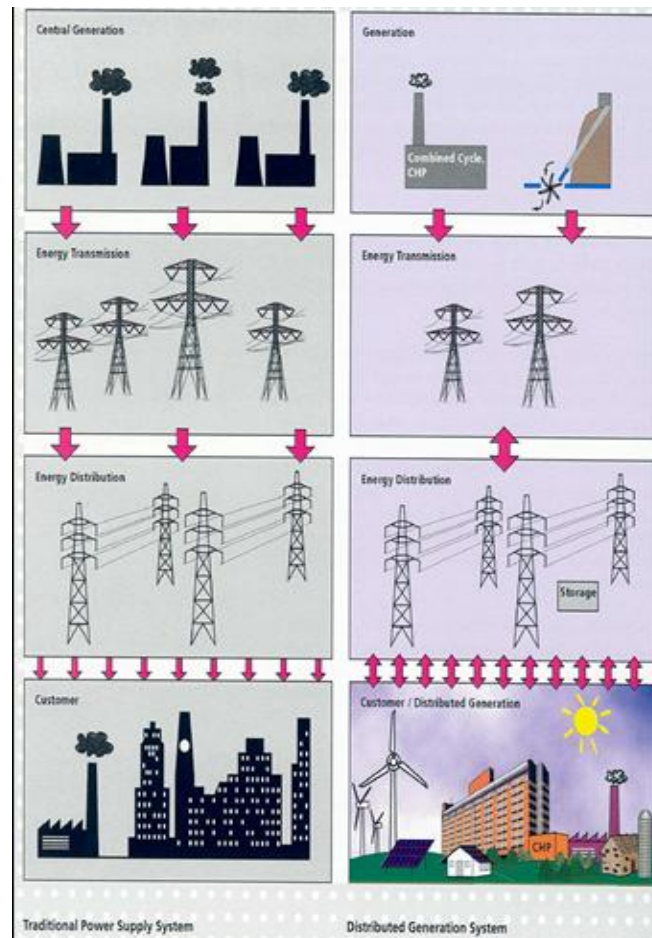 Central Generation
Energy Transmission
Energy Distribution
Customer
Traditional Power Supply System
Generation
Combined Cycle,
CHP
Energy Transmission
Energy Distribution
Storage
Customer / Distributed Generation
CHP
Distributed Generation System